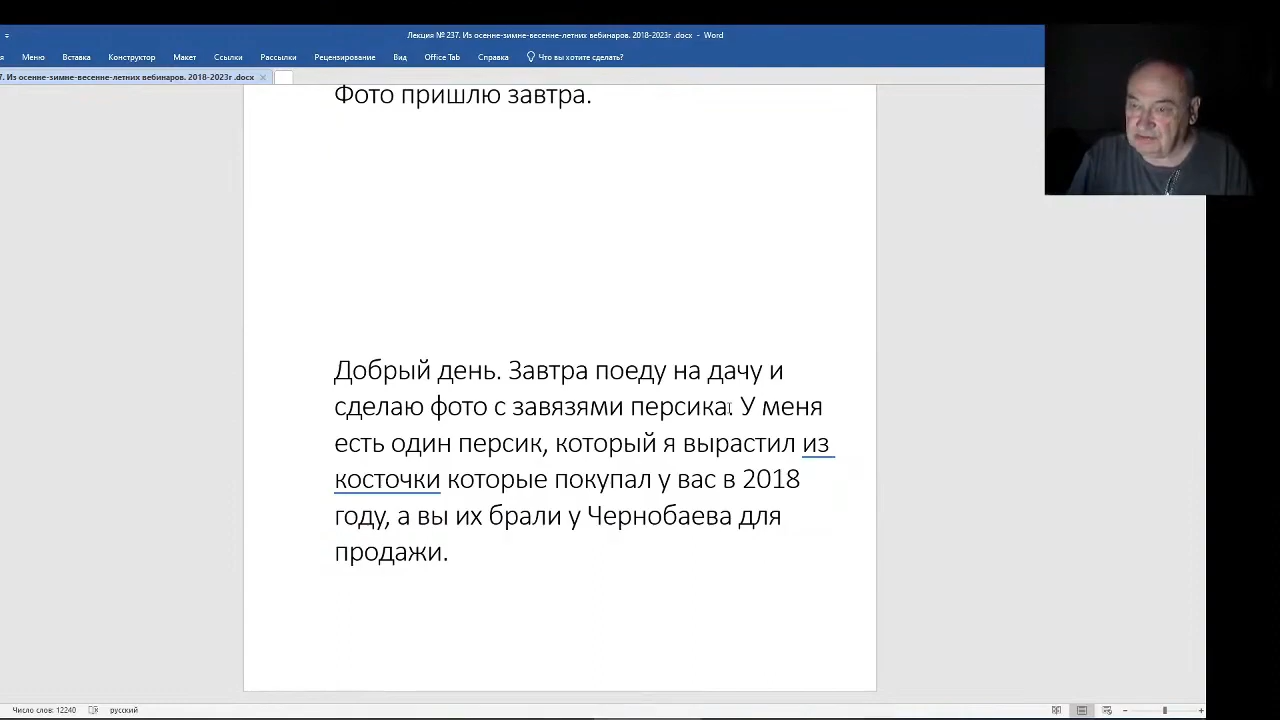 Лекция № 237. Из осенне-зимне-весенне-летних вебинаров. 2018-2023г .docx - Word
Меню Вставка Конструктор Макет Ссылки Рассылки Рецензирование Вид Office Tab Справка Что вы хотите сделать?
7. Из осенне-зимне-весенне-летних вебинаров. 2018-2023г .docx
Фото пришлю завтра.
Добрый день. Завтра поеду на дачу и
сделаю фото с завязями персика. У меня
есть один персик, который я вырастил из
косточки которые покупал у вас в 2018
году, а вы их брали у Чернобаева для
продажи.
Число слов: 12240 русский